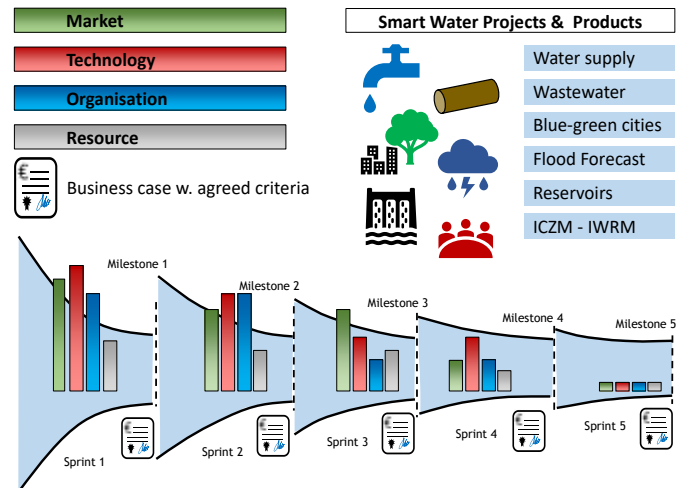 Market
Technology
Organisation
Resource
€
Business case w. agreed criteria
Smart Water Projects & Products
Water supply
Wastewater
Blue-green cities
Flood Forecast
Reservoirs
ICZM - IWRM
Milestone 1
Milestone 2
Milestone 3
Milestone 4
Milestone 5
Sprint 1
Sprint 2
Sprint 3
Sprint 4
Sprint 5
€
€
€
€
€